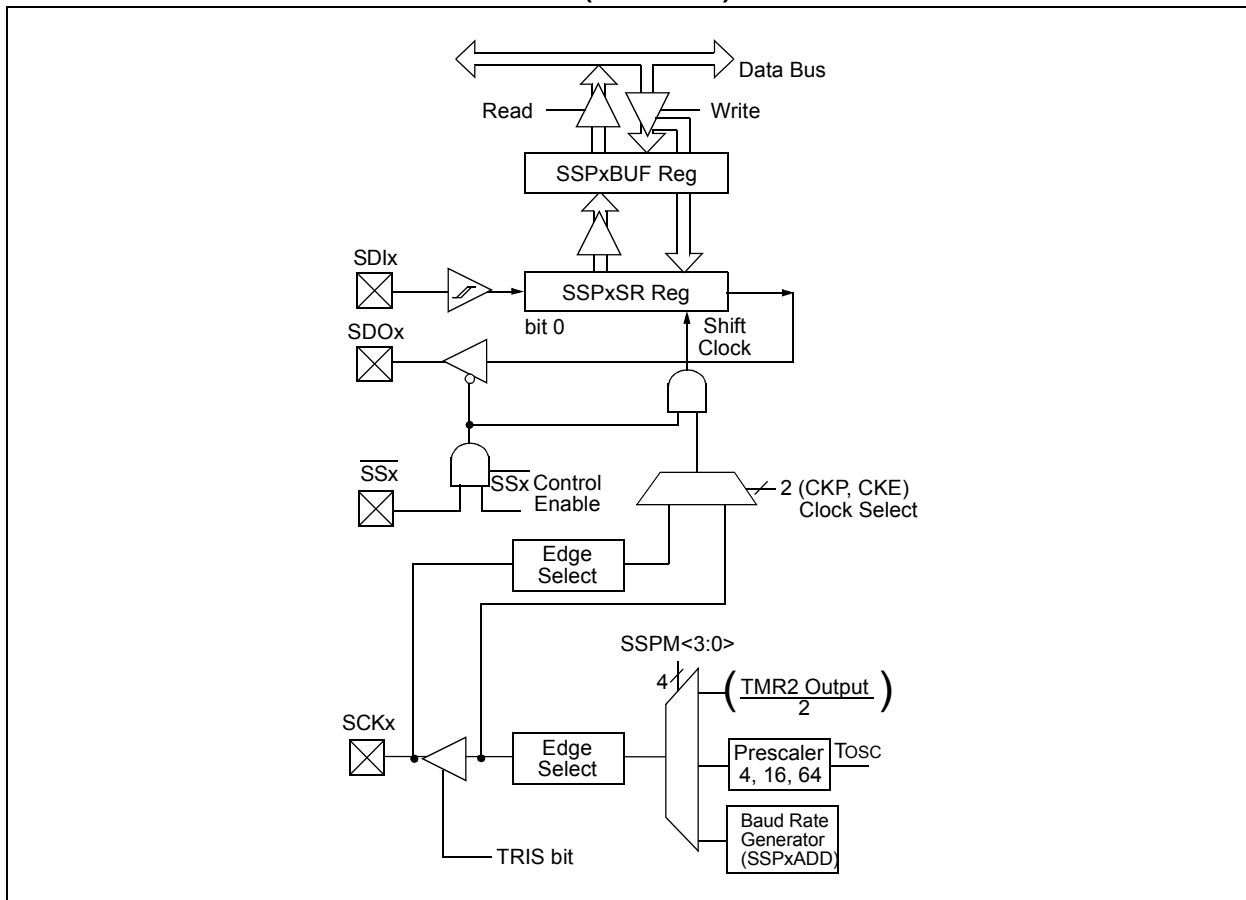 Data Bus
Read
Write
SSPxBUF Reg
SDIx
SSPxSR Reg
bit 0
Shift
Clock
SDOx
SSx
SSx Control
Enable
2 (CKP, CKE)
Clock Select
Edge
Select
SSPM<3:0>
4
( TMR2 Output )
2
SCKx
Edge
Select
Prescaler
4, 16, 64
TOSC
Baud Rate
Generator
(SSPxADD)
TRIS bit